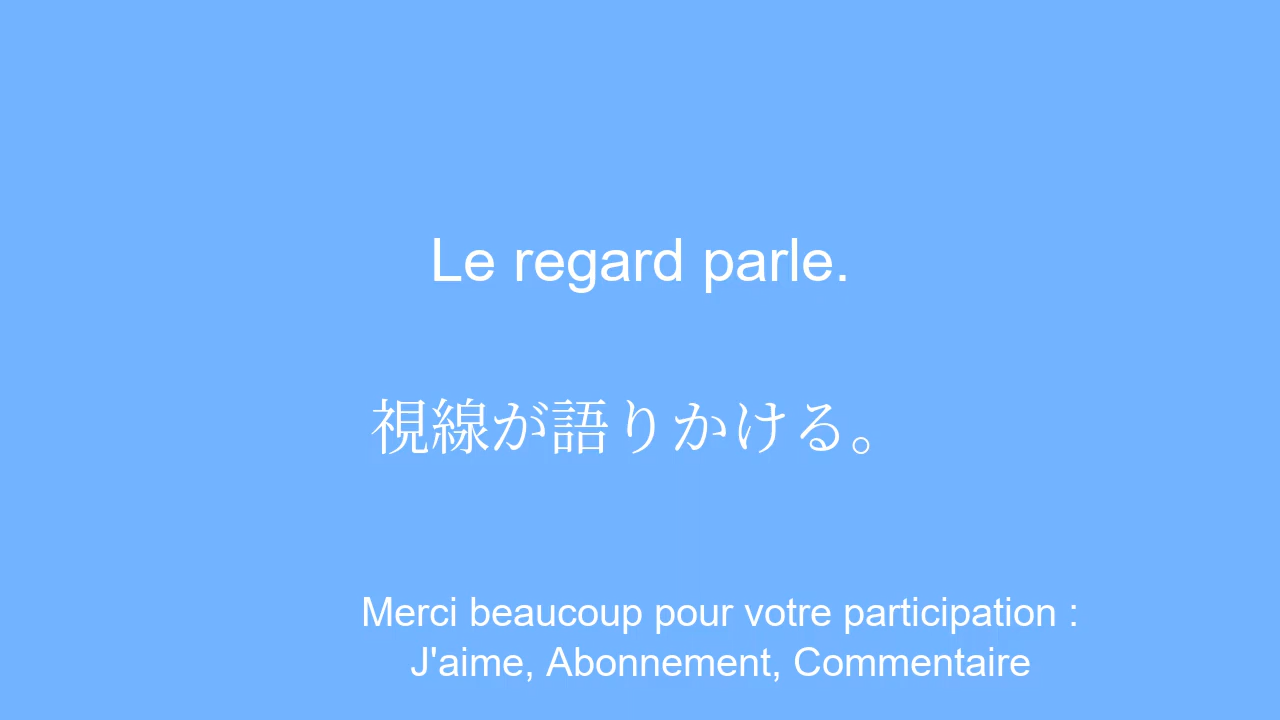 Le regard parle.
視線が語りかける。
Merci beaucoup pour votre participation :
J'aime, Abonnement, Commentaire